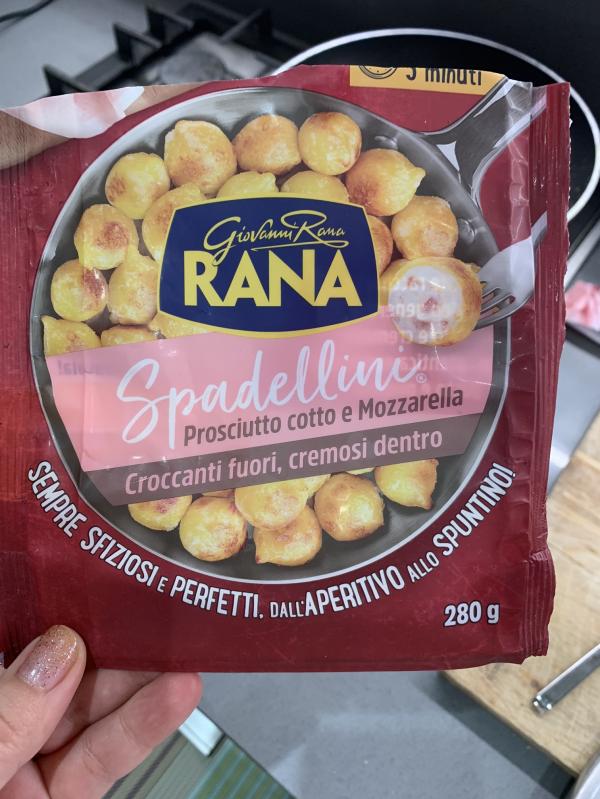 5 minuti
Giovanni Rana
RANA
Spadellini®
Prosciutto cotto e Mozzarella
Croccanti fuori, cremosi dentro
SEMPRE SFIZIOSI E PERFETTI, DALL'APERITIVO ALLO SPUNTINO!
280 g